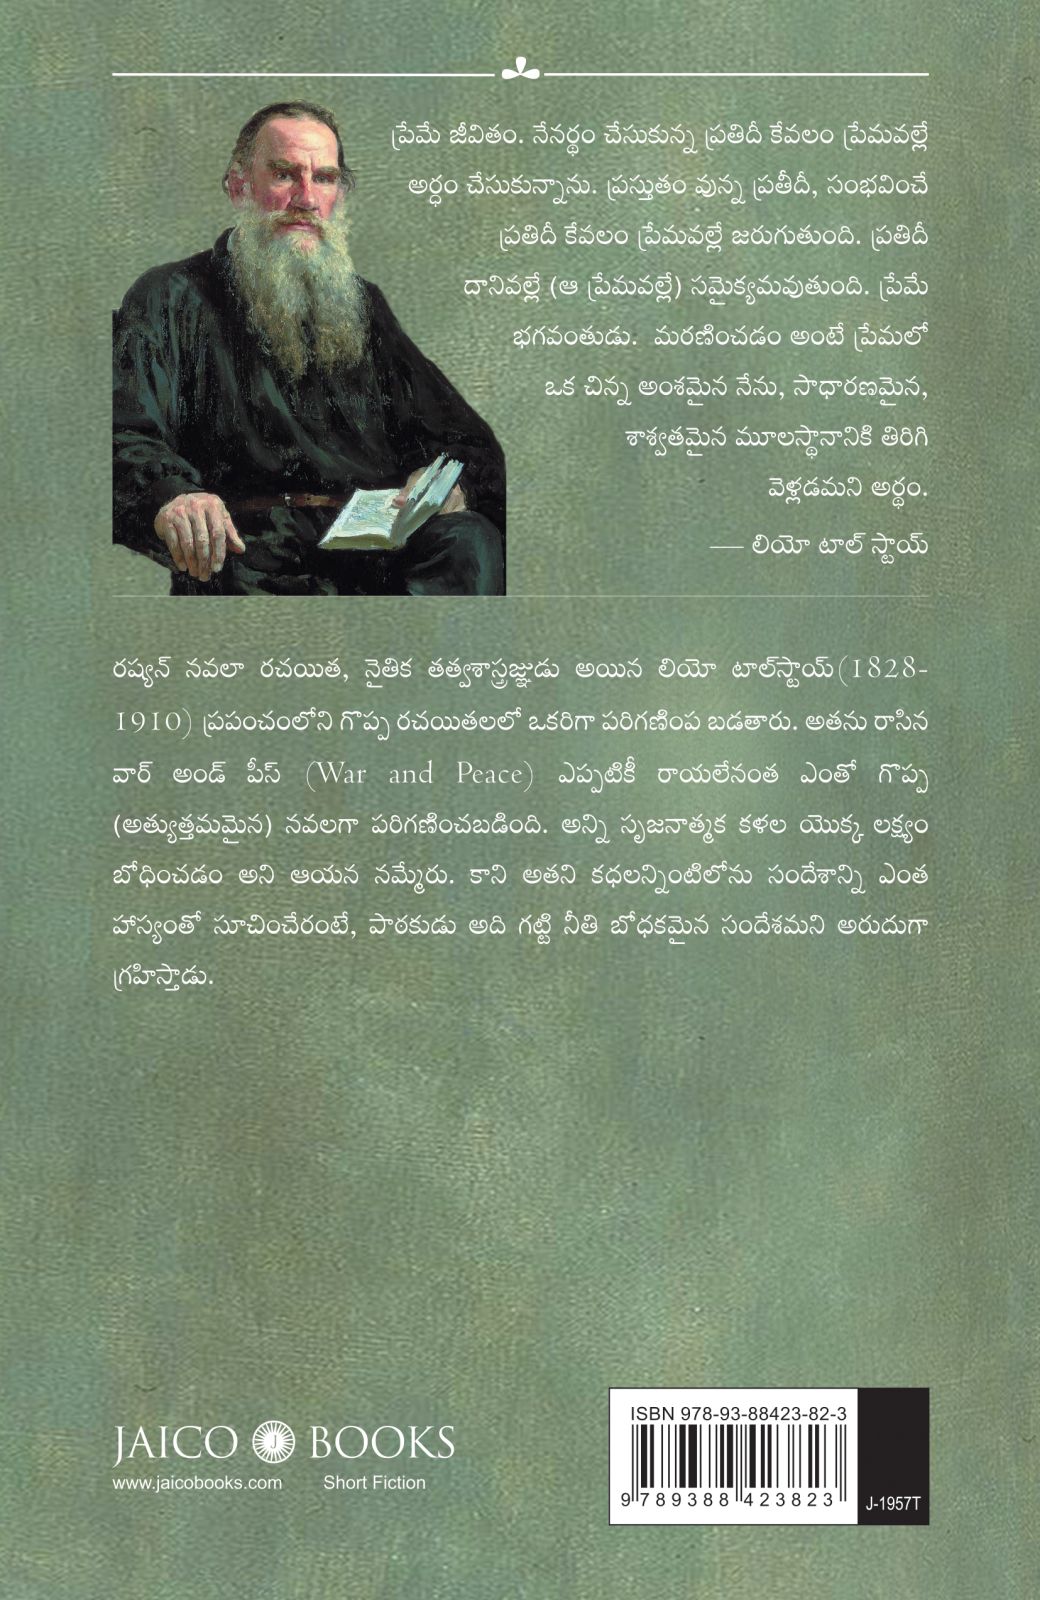 ప్రేమే జీవితం. నేనర్థం చేసుకున్న ప్రతిదీ కేవలం ప్రేమవల్లే
అర్ధం చేసుకున్నాను. ప్రస్తుతం వున్న ప్రతీదీ, సంభవించే
ప్రతిదీ కేవలం ప్రేమవల్లే జరుగుతుంది. ప్రతిదీ
దానివల్లే (ఆ ప్రేమవల్లే) సమైక్యమవుతుంది. ప్రేమే
భగవంతుడు. మరణించడం అంటే ప్రేమలో
ఒక చిన్న అంశమైన నేను, సాధారణమైన,
శాశ్వతమైన మూలస్థానానికి తిరిగి
వెళ్లడమని అర్థం.
— లియో టాల్ స్టాయ్
రష్యన్ నవలా రచయిత, నైతిక తత్వశాస్త్రజ్ఞుడు అయిన లియో టాల్‌స్టాయ్(1828-
1910) ప్రపంచంలోని గొప్ప రచయితలలో ఒకరిగా పరిగణింప బడతారు. అతను రాసిన
వార్ అండ్ పీస్ (War and Peace) ఎప్పటికీ రాయలేనంత ఎంతో గొప్ప
(అత్యుత్తమమైన) నవలగా పరిగణించబడింది. అన్ని సృజనాత్మక కళల యొక్క లక్ష్యం
బోధించడం అని ఆయన నమ్మేరు. కాని అతని కధలన్నింటిలోను సందేశాన్ని ఎంత
హాస్యంతో సూచించేరంటే, పాఠకుడు అది గట్టి నీతి బోధకమైన సందేశమని అరుదుగా
గ్రహిస్తాడు.
JAICO J BOOKS
www.jaicobooks.com Short Fiction
ISBN 978-93-88423-82-3
9 789388 423823
J-1957T